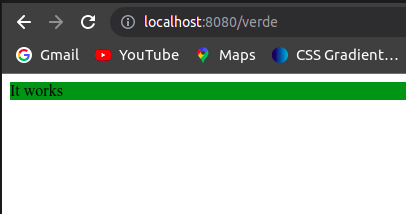 localhost:8080/verde
Gmail YouTube Maps CSS Gradient…
It works